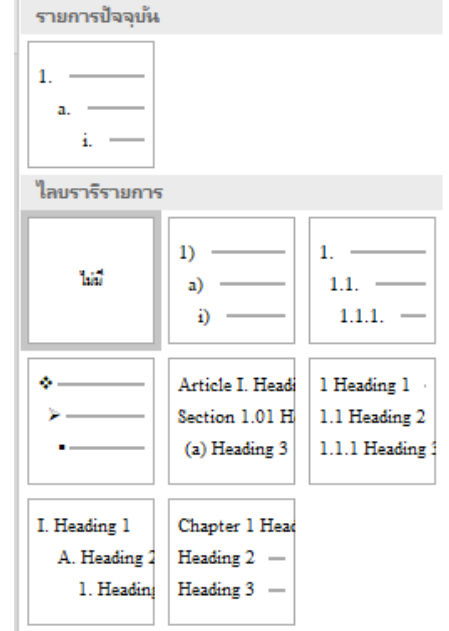 รายการปัจจุบัน
1.
a.
i.
ไลบรารีรายการ
ไม่มี
1)
a)
i)
1.
1.1.
1.1.1.
❖
➢
▪
Article I. Headi
Section 1.01 H
(a) Heading 3
1 Heading 1
1.1 Heading 2
1.1.1 Heading 3
I. Heading 1
A. Heading 2
1. Heading
Chapter 1 Head
Heading 2
Heading 3